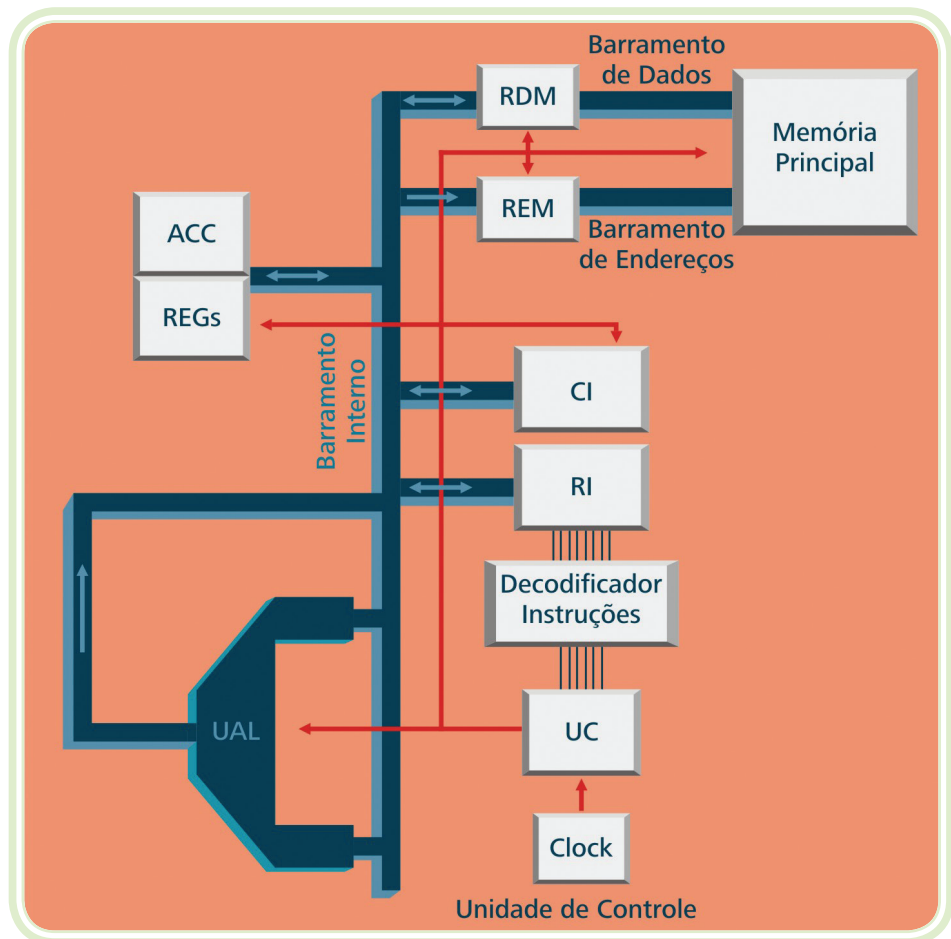 Barramento
de Dados
RDM
Memória
Principal
REM
Barramento
de Endereços
ACC
REGs
Barramento
Interno
CI
RI
Decodificador
Instruções
UAL
UC
Clock
Unidade de Controle